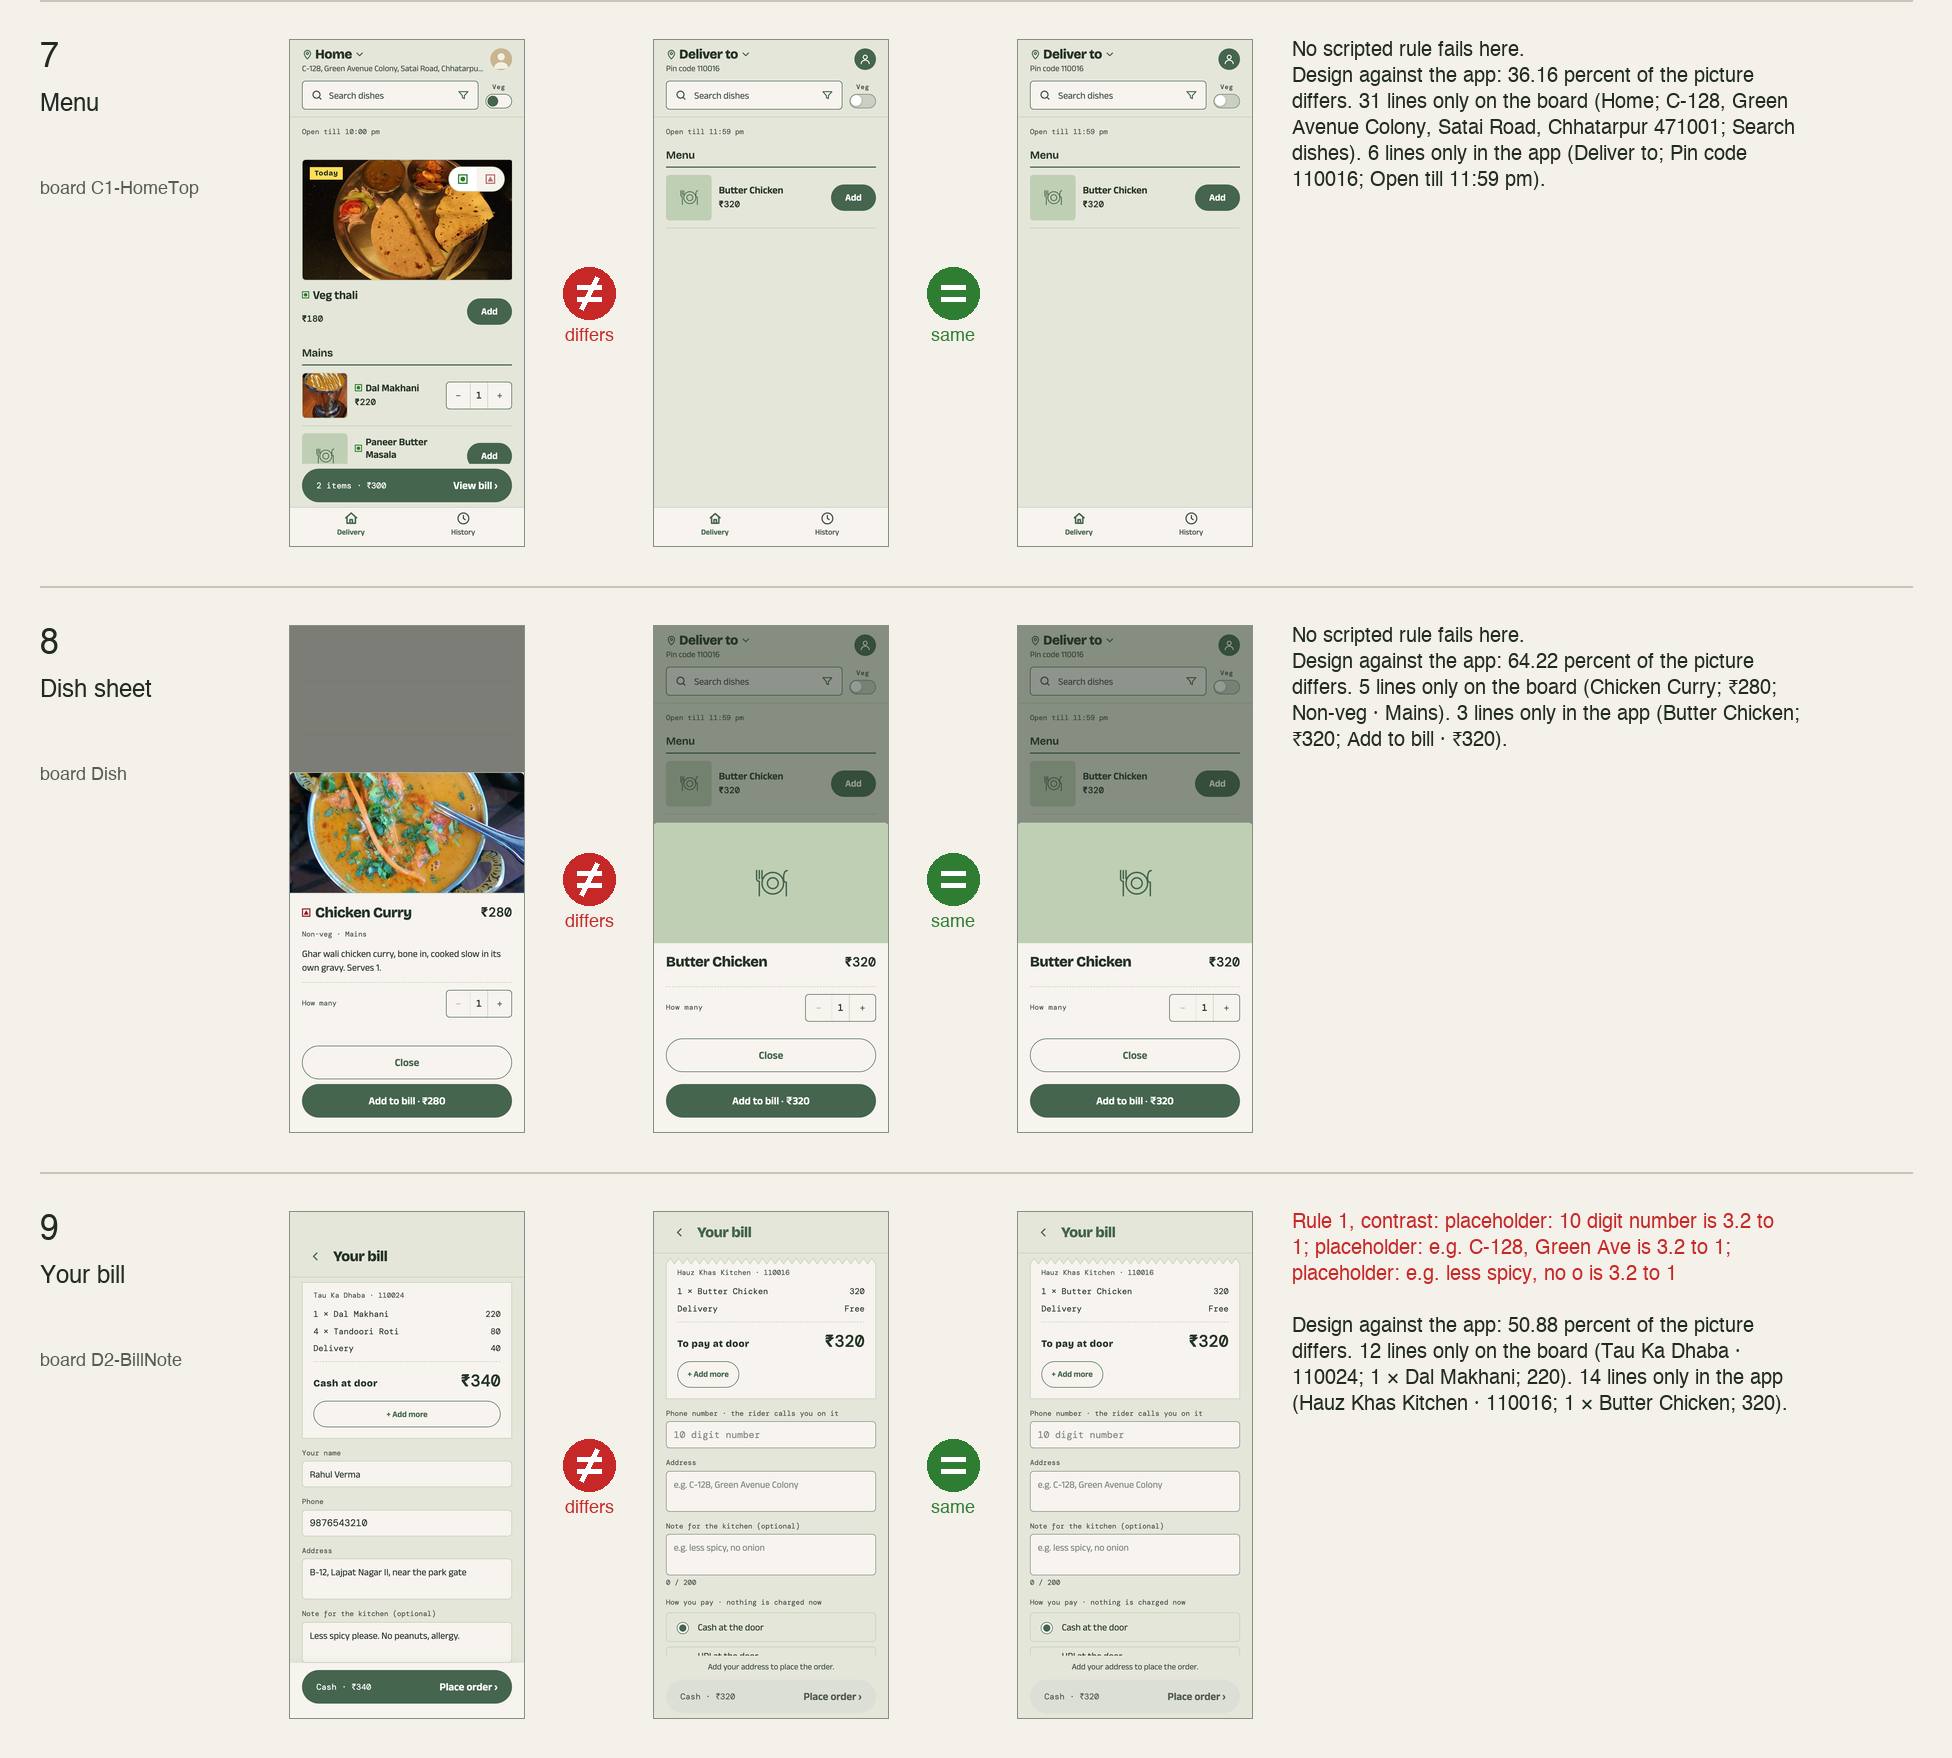 7
Menu
board C1-HomeTop
Home
C-128, Green Avenue Colony, Satai Road, Chhatarpu...
Search dishes
Veg
Open till 10:00 pm
Today
Veg thali
₹180
Add
Mains
Dal Makhani
₹220
− 1 +
Paneer Butter
Masala
Add
2 items · ₹300
View bill ›
Delivery
History
≠
differs
Deliver to
Pin code 110016
Search dishes
Veg
Open till 11:59 pm
Menu
Butter Chicken
₹320
Add
Delivery
History
=
same
Deliver to
Pin code 110016
Search dishes
Veg
Open till 11:59 pm
Menu
Butter Chicken
₹320
Add
Delivery
History
No scripted rule fails here.
Design against the app: 36.16 percent of the picture
differs. 31 lines only on the board (Home; C-128, Green
Avenue Colony, Satai Road, Chhatarpur 471001; Search
dishes). 6 lines only in the app (Deliver to; Pin code
110016; Open till 11:59 pm).
8
Dish sheet
board Dish
Chicken Curry
₹280
Non-veg · Mains
Ghar wali chicken curry, bone in, cooked slow in its
own gravy. Serves 1.
How many
− 1 +
Close
Add to bill · ₹280
≠
differs
Deliver to
Pin code 110016
Search dishes
Veg
Open till 11:59 pm
Menu
Butter Chicken
₹320
Add
Butter Chicken
₹320
How many
− 1 +
Close
Add to bill · ₹320
=
same
Deliver to
Pin code 110016
Search dishes
Veg
Open till 11:59 pm
Menu
Butter Chicken
₹320
Add
Butter Chicken
₹320
How many
− 1 +
Close
Add to bill · ₹320
No scripted rule fails here.
Design against the app: 64.22 percent of the picture
differs. 5 lines only on the board (Chicken Curry; ₹280;
Non-veg · Mains). 3 lines only in the app (Butter Chicken;
₹320; Add to bill · ₹320).
9
Your bill
board D2-BillNote
Your bill
Tau Ka Dhaba · 110024
1 × Dal Makhani 220
4 × Tandoori Roti 80
Delivery 40
Cash at door ₹340
+ Add more
Your name
Rahul Verma
Phone
9876543210
Address
B-12, Lajpat Nagar II, near the park gate
Note for the kitchen (optional)
Less spicy please. No peanuts, allergy.
Cash · ₹340
Place order ›
≠
differs
Your bill
Hauz Khas Kitchen · 110016
1 × Butter Chicken 320
Delivery Free
To pay at door ₹320
+ Add more
Phone number · the rider calls you on it
10 digit number
Address
e.g. C-128, Green Avenue Colony
Note for the kitchen (optional)
e.g. less spicy, no onion
0 / 200
How you pay · nothing is charged now
Cash at the door
UPI at the door
Add your address to place the order.
Cash · ₹320
Place order ›
=
same
Your bill
Hauz Khas Kitchen · 110016
1 × Butter Chicken 320
Delivery Free
To pay at door ₹320
+ Add more
Phone number · the rider calls you on it
10 digit number
Address
e.g. C-128, Green Avenue Colony
Note for the kitchen (optional)
e.g. less spicy, no onion
0 / 200
How you pay · nothing is charged now
Cash at the door
UPI at the door
Add your address to place the order.
Cash · ₹320
Place order ›
Rule 1, contrast: placeholder: 10 digit number is 3.2 to
1; placeholder: e.g. C-128, Green Ave is 3.2 to 1;
placeholder: e.g. less spicy, no o is 3.2 to 1
Design against the app: 50.88 percent of the picture
differs. 12 lines only on the board (Tau Ka Dhaba ·
110024; 1 × Dal Makhani; 220). 14 lines only in the app
(Hauz Khas Kitchen · 110016; 1 × Butter Chicken; 320).